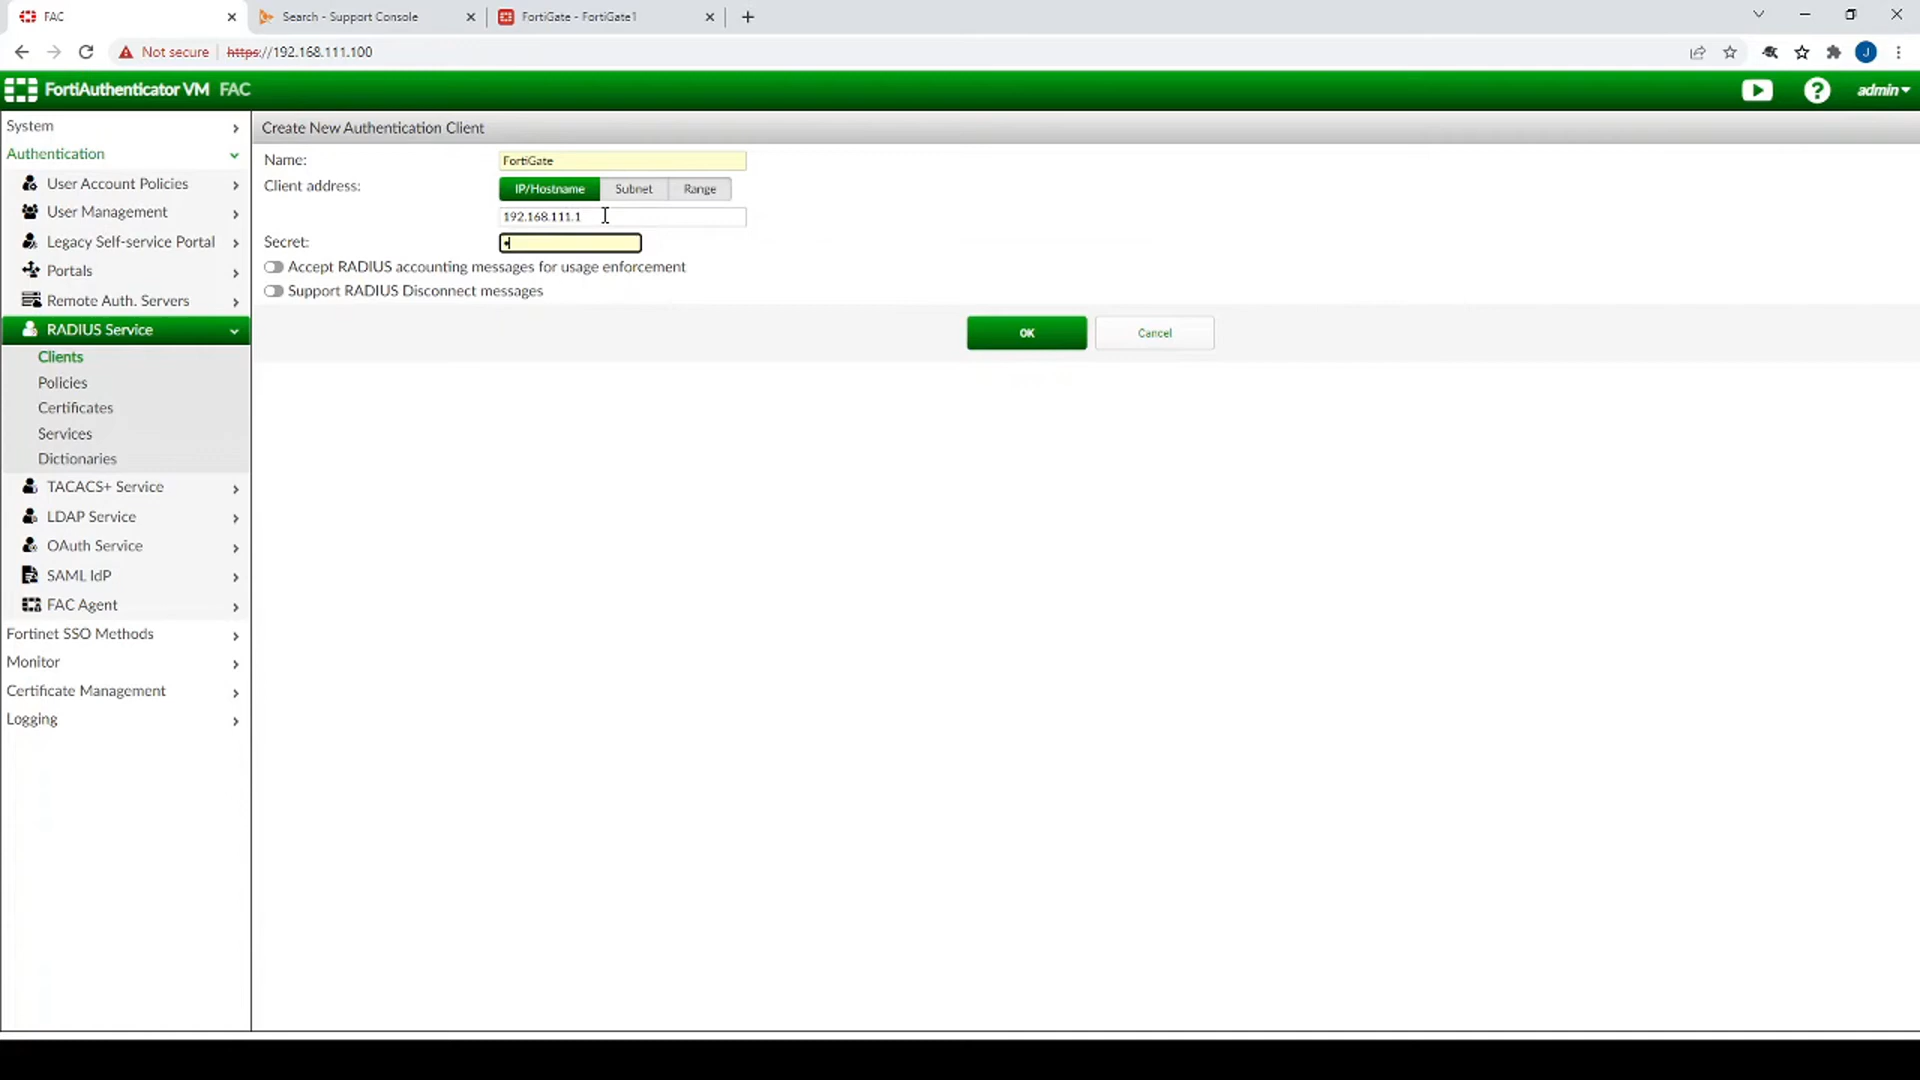 FAC
Search - Support Console
FortiGate - FortiGate1
Not secure
https://192.168.111.100
J
FortiAuthenticator VM FAC
admin
System
Authentication
User Account Policies
User Management
Legacy Self-service Portal
Portals
Remote Auth. Servers
RADIUS Service
Clients
Policies
Certificates
Services
Dictionaries
TACACS+ Service
LDAP Service
OAuth Service
SAML IdP
FAC Agent
Fortinet SSO Methods
Monitor
Certificate Management
Logging
Create New Authentication Client
Name: FortiGate
Client address: IP/Hostname Subnet Range
192.168.111.1
Secret:
Accept RADIUS accounting messages for usage enforcement
Support RADIUS Disconnect messages
OK Cancel